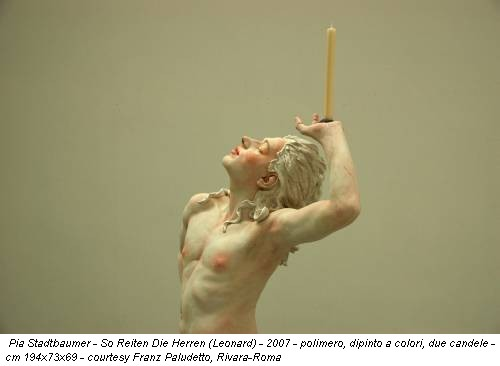 Pia Stadtbaumer - So Reiten Die Herren (Leonard) - 2007 - polimero, dipinto a colori, due candele -
cm 194x73x69 - courtesy Franz Paludetto, Rivara-Roma